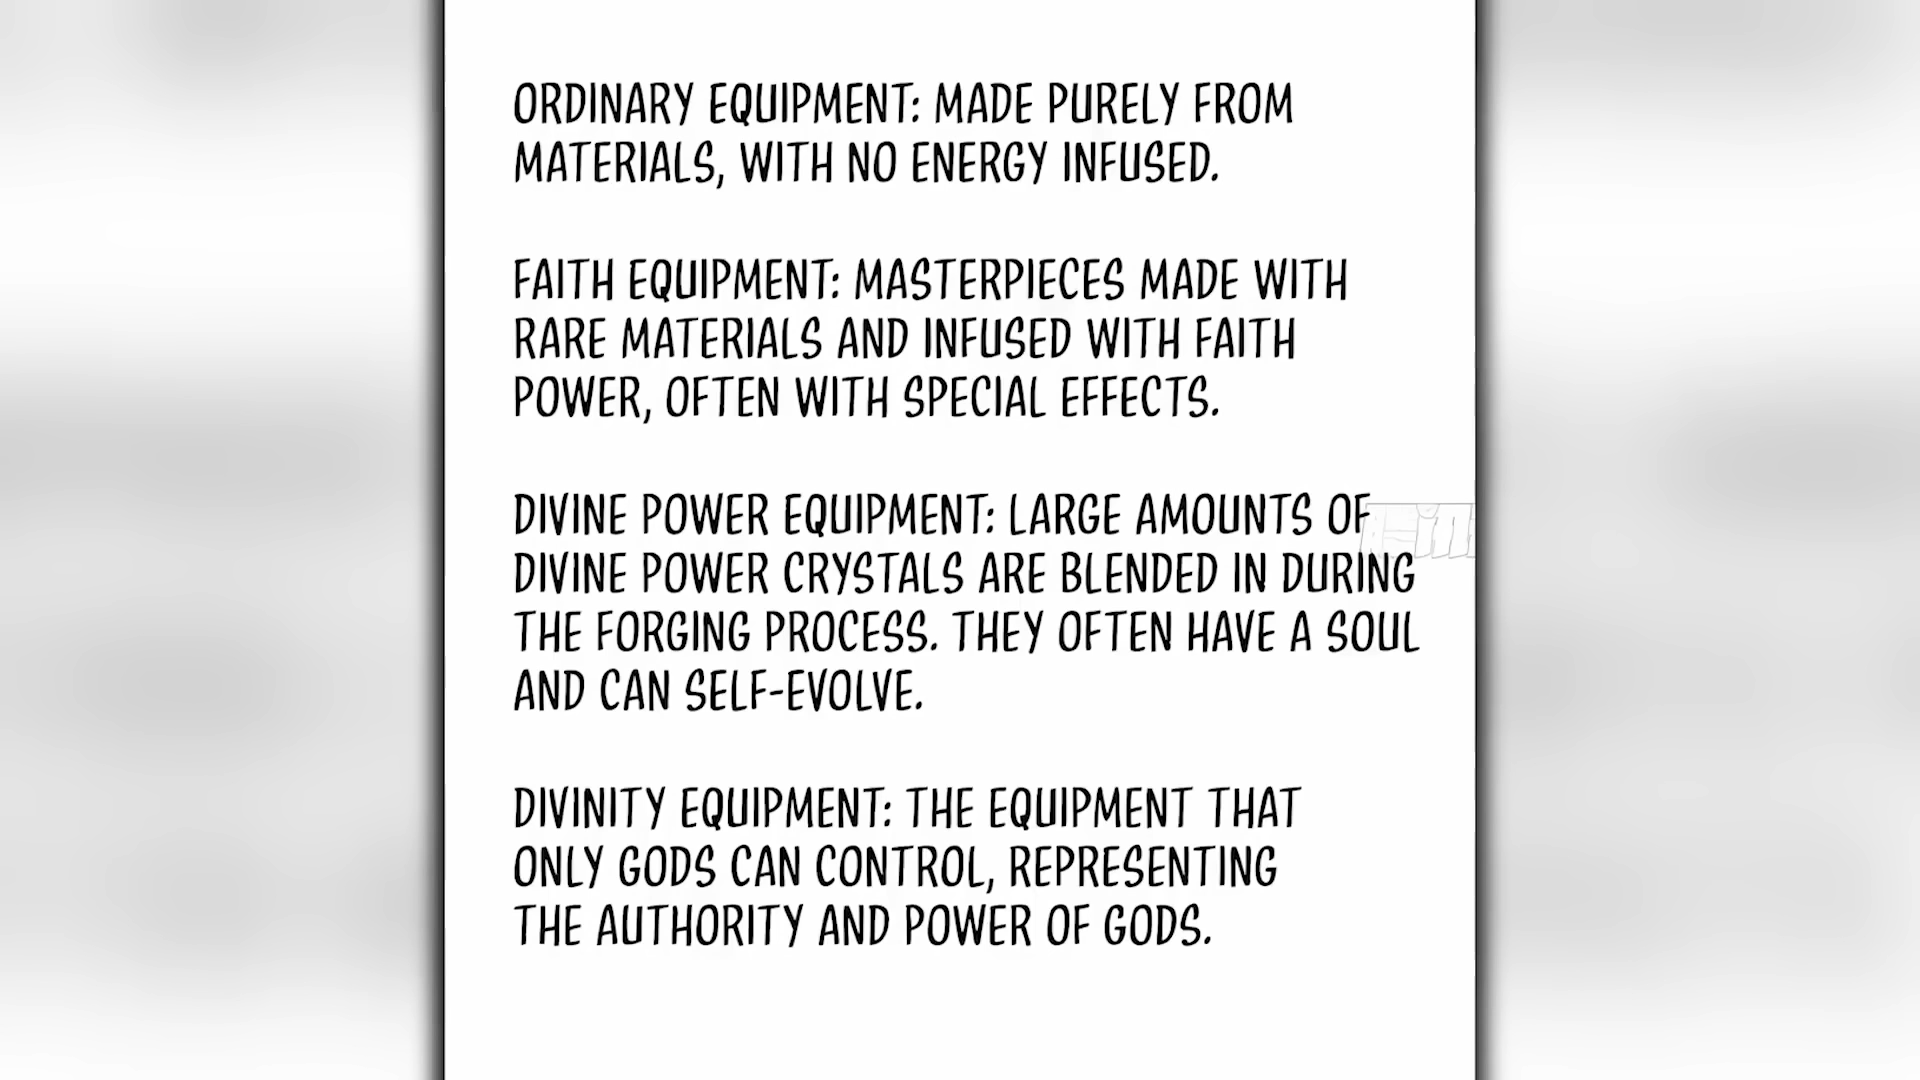 ORDINARY EQUIPMENT: MADE PURELY FROM
MATERIALS, WITH NO ENERGY INFUSED.
FAITH EQUIPMENT: MASTERPIECES MADE WITH
RARE MATERIALS AND INFUSED WITH FAITH
POWER, OFTEN WITH SPECIAL EFFECTS.
DIVINE POWER EQUIPMENT: LARGE AMOUNTS OF
DIVINE POWER CRYSTALS ARE BLENDED IN DURING
THE FORGING PROCESS. THEY OFTEN HAVE A SOUL
AND CAN SELF-EVOLVE.
DIVINITY EQUIPMENT: THE EQUIPMENT THAT
ONLY GODS CAN CONTROL, REPRESENTING
THE AUTHORITY AND POWER OF GODS.